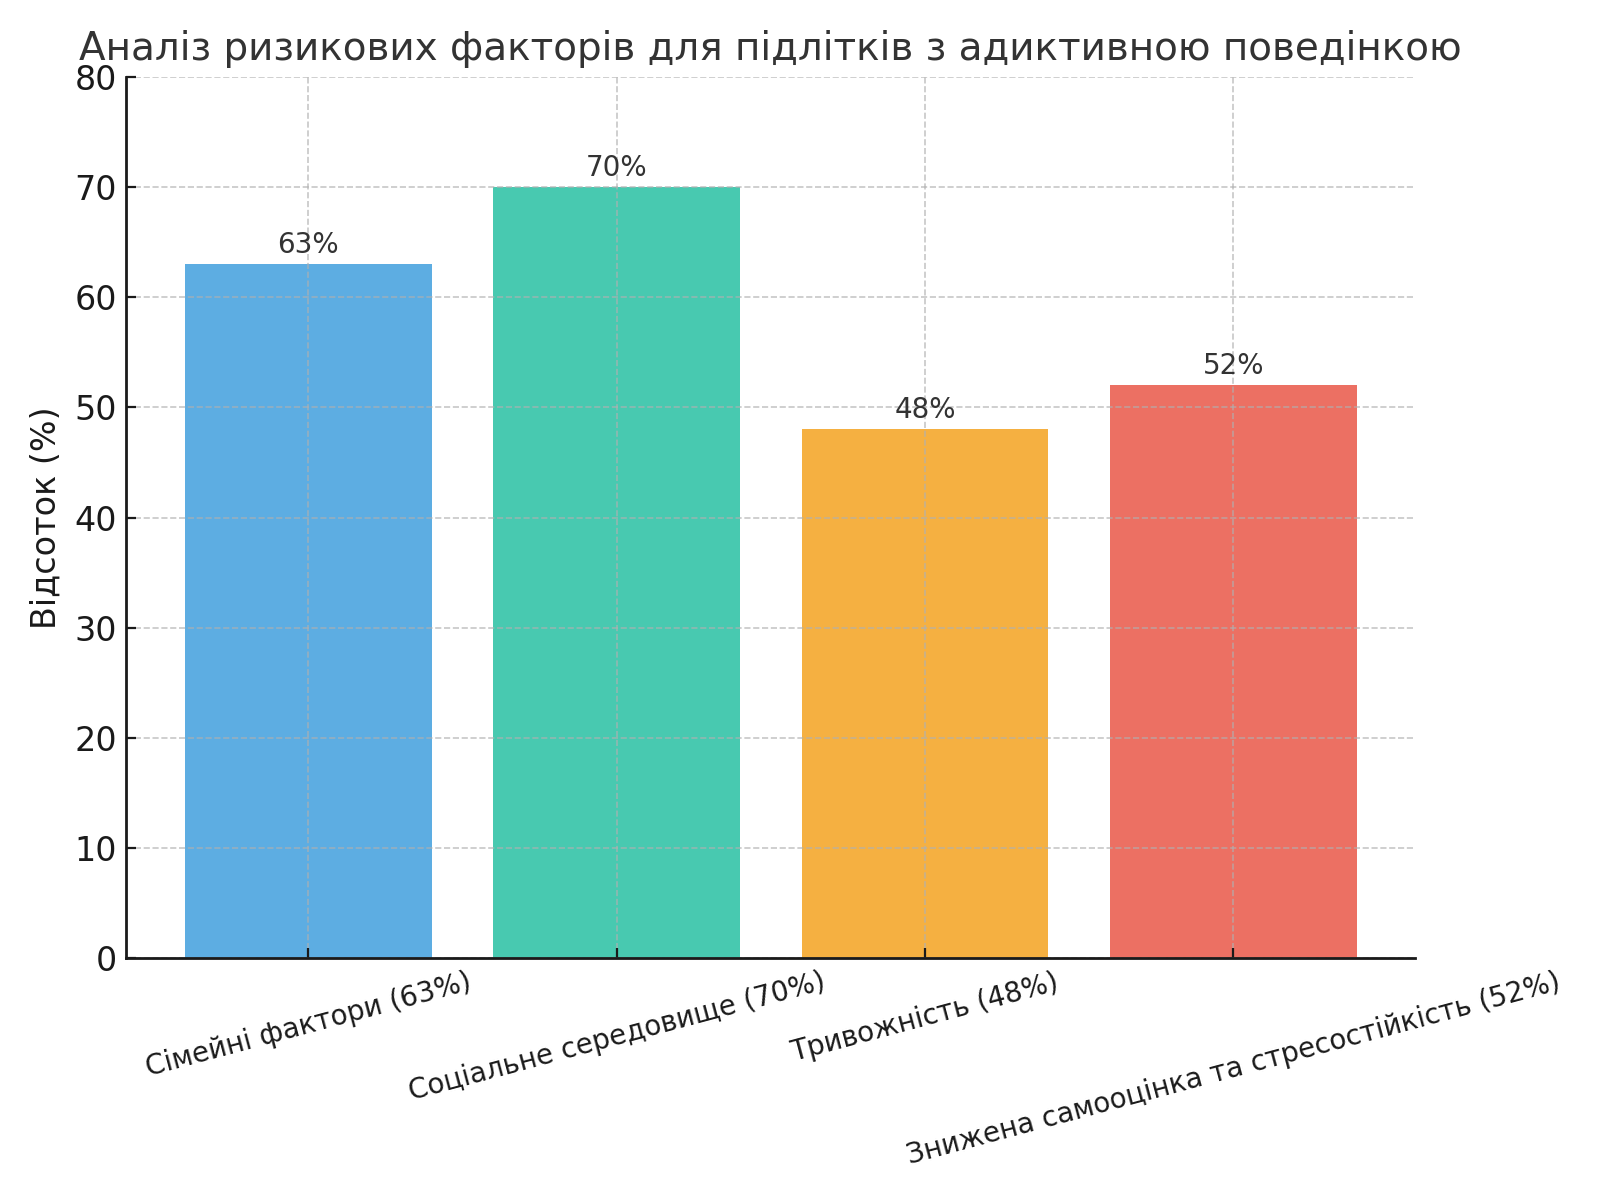 Аналіз ризикових факторів для підлітків з адиктивною поведінкою
80
70
60
50
40
30
20
10
0
Відсоток (%)
63%
70%
48%
52%
Сімейні фактори (63%)
Соціальне середовище (70%)
Тривожність (48%)
Знижена самооцінка та стресостійкість (52%)